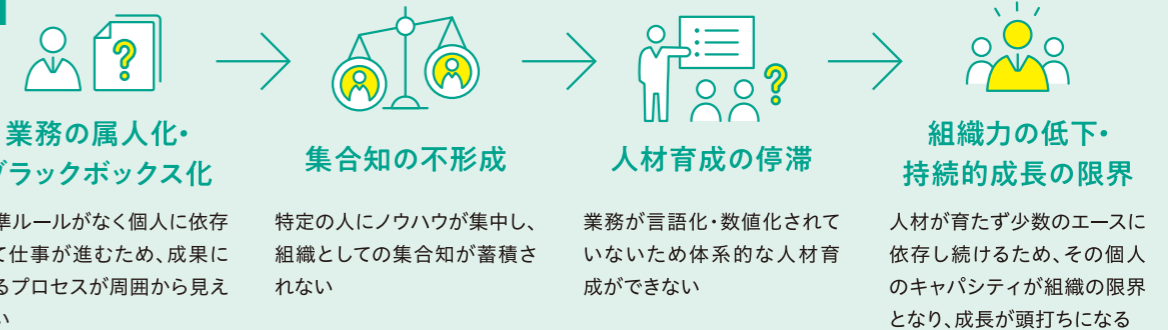 業務の属人化・
ラックボックス化
準ルールがなく個人に依存
て仕事が進むため、成果に
るプロセスが周囲から見え
い
集合知の不形成
特定の人にノウハウが集中し、
組織としての集合知が蓄積さ
れない
人材育成の停滞
業務が言語化・数値化されて
いないため体系的な人材育
成ができない
組織力の低下・
持続的成長の限界
人材が育たず少数のエースに
依存し続けるため、その個人
のキャパシティが組織の限界
となり、成長が頭打ちになる